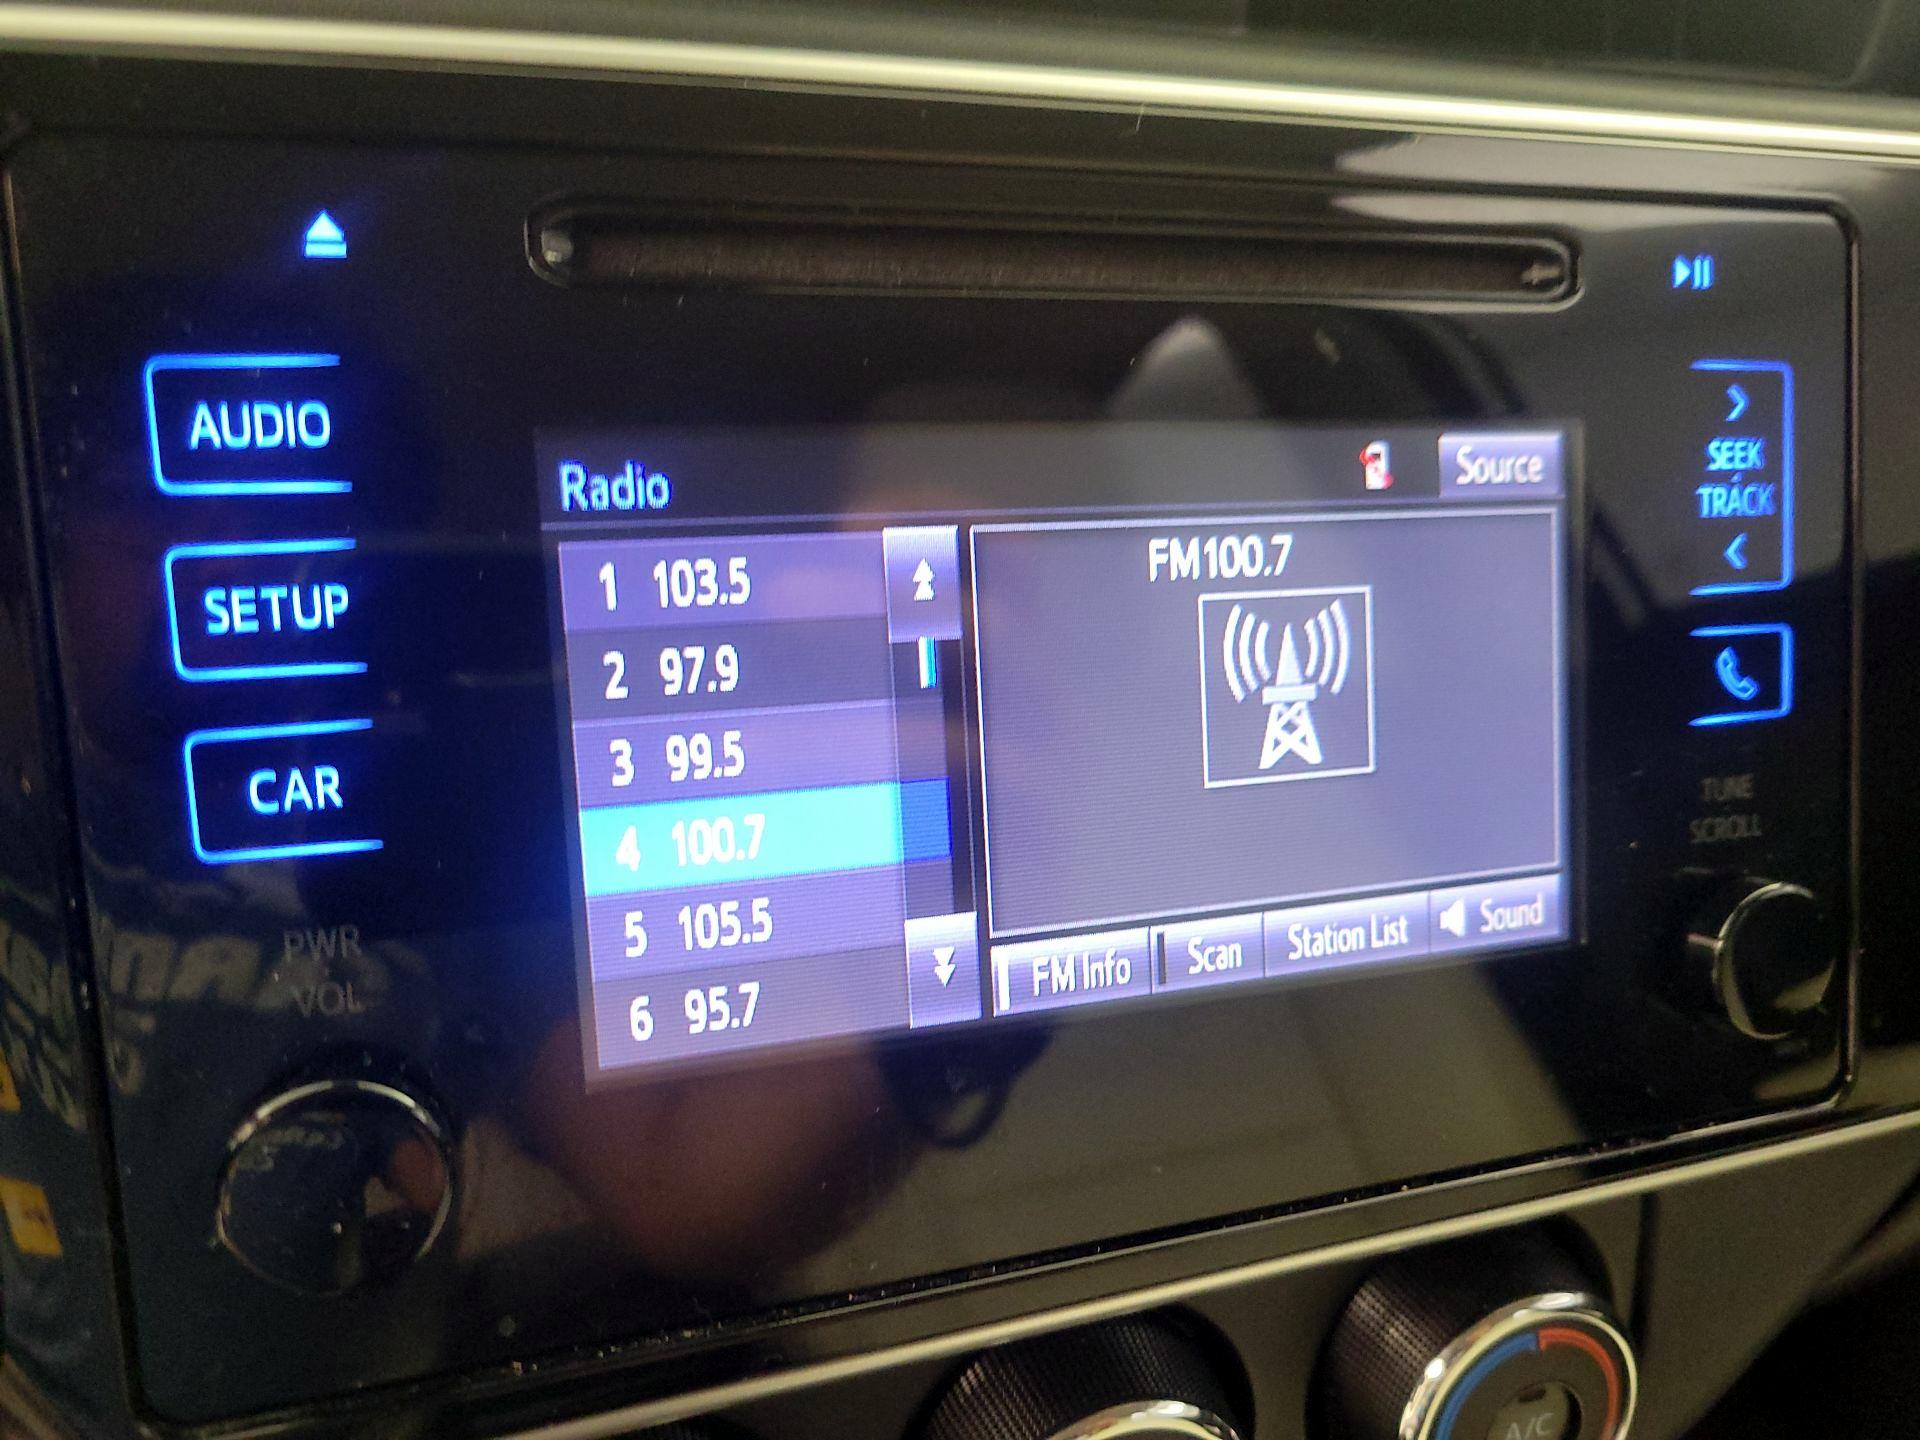 AUDIO
SETUP
CAR
PWR
VOL
Radio
Source
1 103.5
2 97.9
3 99.5
4 100.7
5 105.5
6 95.7
FM100.7
FM Info
Scan
Station List
Sound
SEEK
TRACK
TUNE
SCROLL
A/C